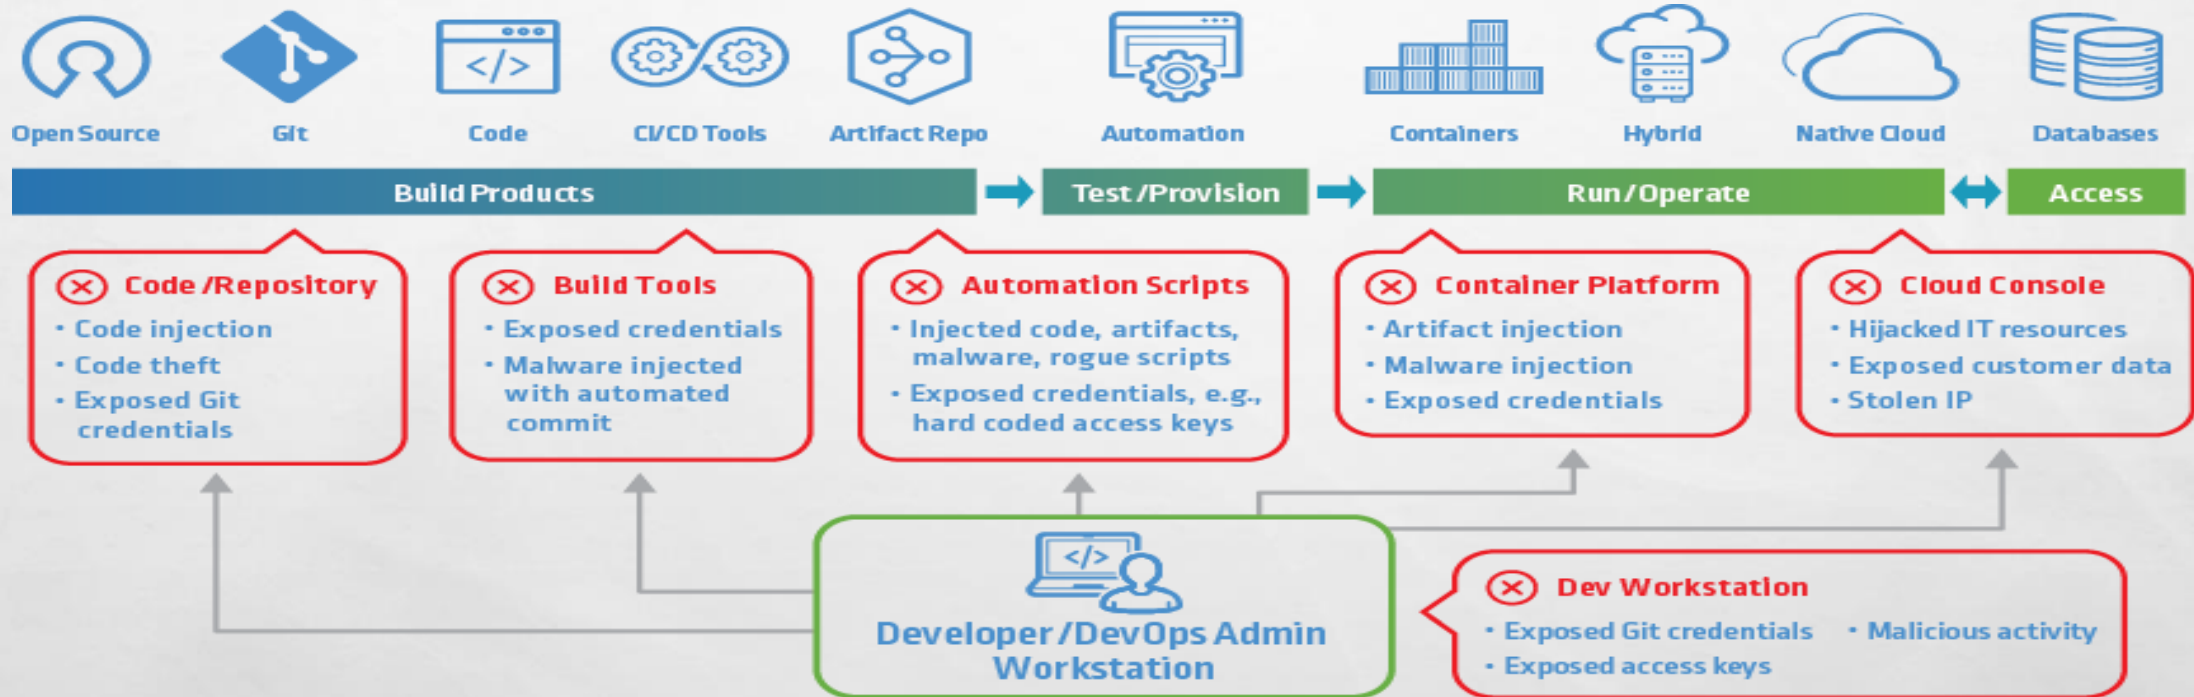 Open Source
Git
Code
CI/CD Tools
Artifact Repo
Automation
Containers
Hybrid
Native Cloud
Databases
Build Products
Test/Provision
Run/Operate
Access
Code/Repository
• Code injection
• Code theft
• Exposed Git
credentials
Build Tools
• Exposed credentials
• Malware injected
with automated
commit
Automation Scripts
• Injected code, artifacts,
malware, rogue scripts
• Exposed credentials, e.g.,
hard coded access keys
Container Platform
• Artifact injection
• Malware injection
• Exposed credentials
Cloud Console
• Hijacked IT resources
• Exposed customer data
• Stolen IP
</>
</>
Developer/DevOps Admin
Workstation
Dev Workstation
• Exposed Git credentials
• Malicious activity
• Exposed access keys